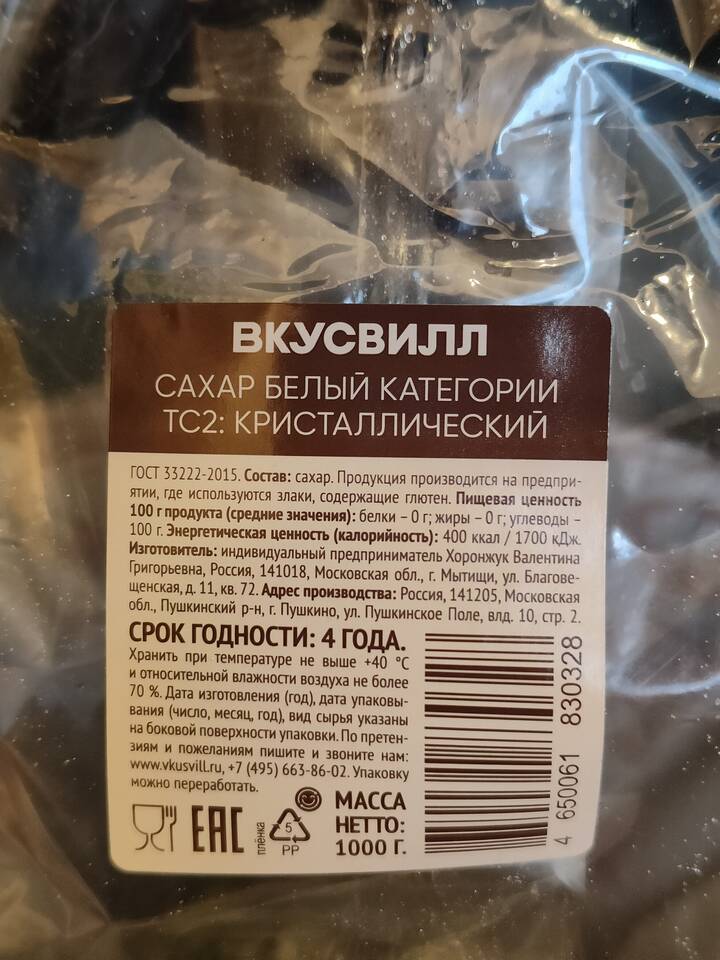 ВКУСВИЛЛ
САХАР БЕЛЫЙ КАТЕГОРИИ
ТС2: КРИСТАЛЛИЧЕСКИЙ
ГОСТ 33222-2015. Состав: сахар. Продукция производится на предпри-
ятии, где используются злаки, содержащие глютен. Пищевая ценность
100 г продукта (средние значения): белки – 0 г; жиры – 0 г; углеводы –
100 г. Энергетическая ценность (калорийность): 400 ккал / 1700 кДж.
Изготовитель: индивидуальный предприниматель Хоронжук Валентина
Григорьевна, Россия, 141018, Московская обл., г. Мытищи, ул. Благове-
щенская, д. 11, кв. 72. Адрес производства: Россия, 141205, Московская
обл., Пушкинский р-н, г. Пушкино, ул. Пушкинское Поле, влд. 10, стр. 2.
СРОК ГОДНОСТИ: 4 ГОДА.
Хранить при температуре не выше +40 °С
и относительной влажности воздуха не более
70 %. Дата изготовления (год), дата упаковы-
вания (число, месяц, год), вид сырья указаны
на боковой поверхности упаковки. По претен-
зиям и пожеланиям пишите и звоните нам:
www.vkusvill.ru, +7 (495) 663-86-02. Упаковку
можно переработать.
EAC
плёнка
5
PP
МАССА
НЕТТО:
1000 Г.
4 650061 830328